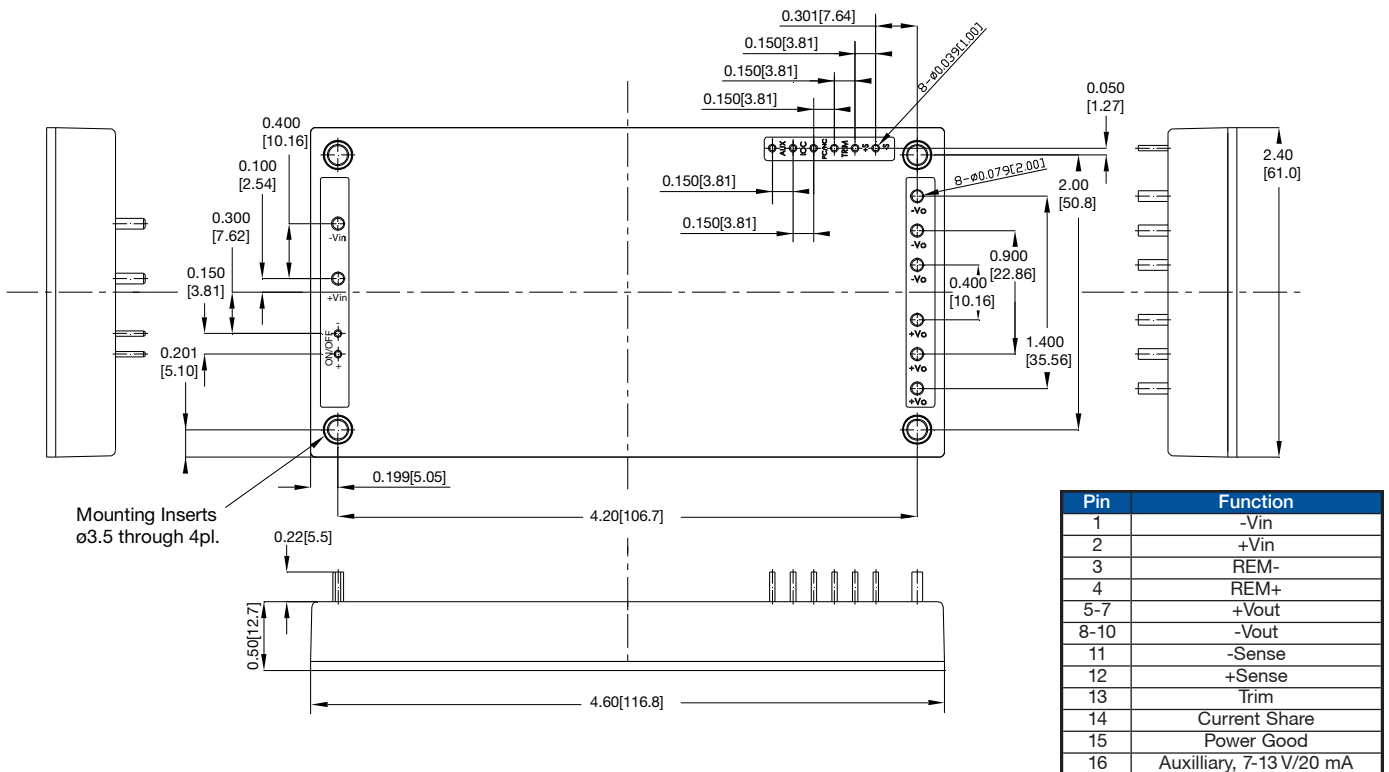 0.301[7.64]
0.150[3.81]
0.150[3.81]
0.150[3.81]
8-ø0.039[1.00]
0.050
[1.27]
0.400
[10.16]
0.100
[2.54]
0.300
[7.62]
0.150
[3.81]
0.201
[5.10]
AUX
TRIM
+S
-S
0.150[3.81]
0.150[3.81]
8-ø0.079[2.00]
2.00
[50.8]
2.40
[61.0]
-Vin
+Vin
-
ON/OFF
+
-Vo
-Vo
-Vo
+Vo
+Vo
+Vo
0.900
[22.86]
0.400
[10.16]
1.400
[35.56]
0.199[5.05]
Mounting Inserts
ø3.5 through 4pl.
4.20[106.7]
0.22[5.5]
0.50[12.7]
4.60[116.8]
Pin Function
1 -Vin
2 +Vin
3 REM-
4 REM+
5-7 +Vout
8-10 -Vout
11 -Sense
12 +Sense
13 Trim
14 Current Share
15 Power Good
16 Auxilliary, 7-13 V/20 mA